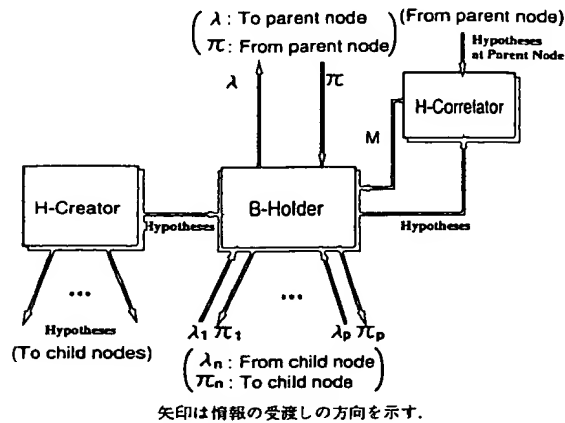 λ : To parent node
π : From parent node
(From parent node)
Hypotheses
at Parent Node
λ
π
H-Correlator
M
H-Creator
B-Holder
Hypotheses
Hypotheses
...
...
Hypotheses
(To child nodes)
λ1 π1
λp πp
λn : From child node
πn : To child node
矢印は情報の受渡しの方向を示す.